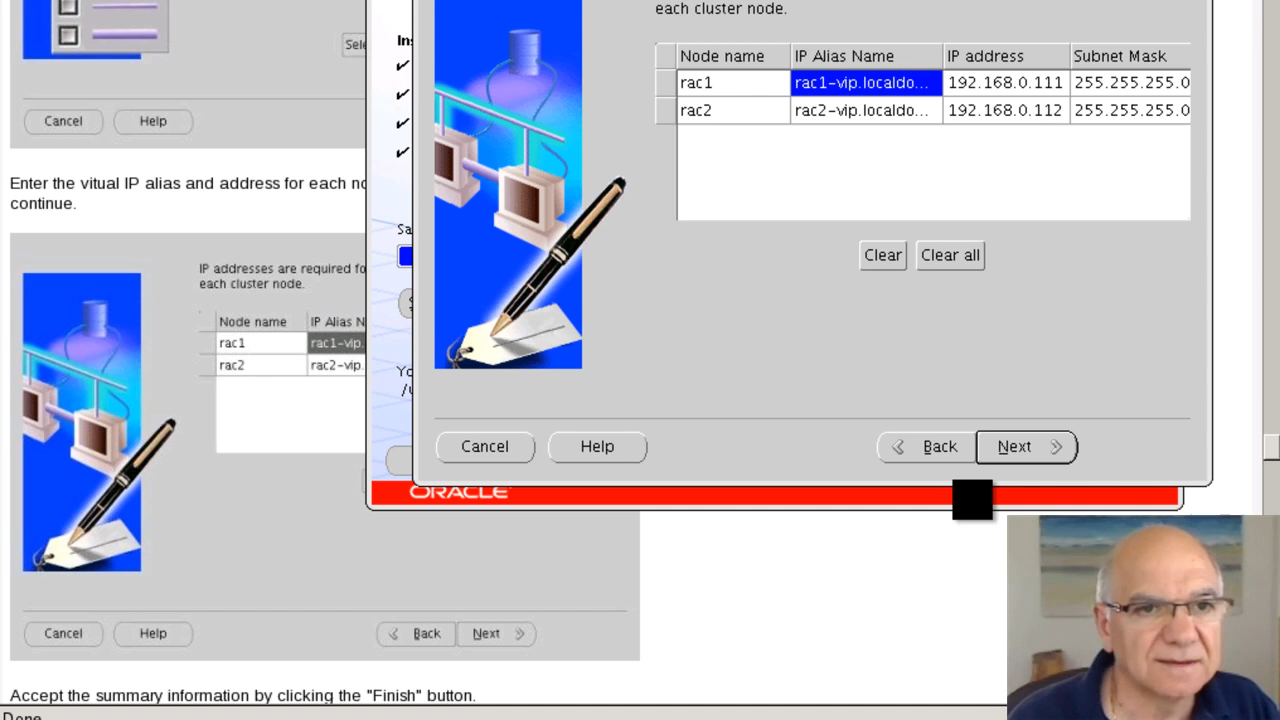 each cluster node.
Node name IP Alias Name IP address Subnet Mask
rac1 rac1-vip.localdo... 192.168.0.111 255.255.255.0
rac2 rac2-vip.localdo... 192.168.0.112 255.255.255.0
Clear Clear all
Cancel Help Back Next
ORACLE
Cancel Help
Enter the vitual IP alias and address for each
continue.
IP addresses are required fo
each cluster node.
Node name IP Alias N
rac1 rac1-vip.
rac2 rac2-vip.
Cancel Help Back Next
Accept the summary information by clicking the "Finish" button.
Done